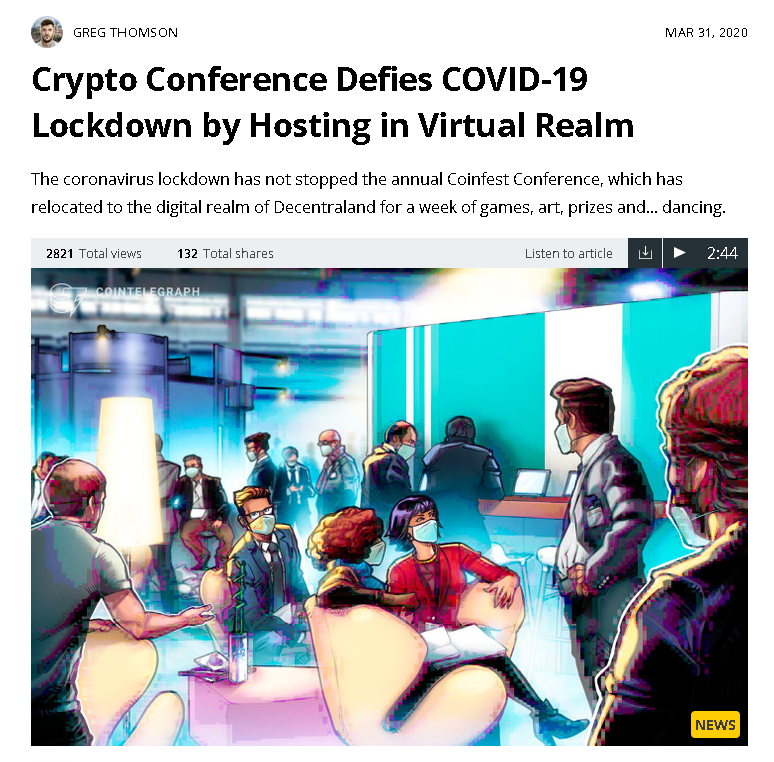 GREG THOMSON
MAR 31, 2020
Crypto Conference Defies COVID-19
Lockdown by Hosting in Virtual Realm
The coronavirus lockdown has not stopped the annual Coinfest Conference, which has
relocated to the digital realm of Decentraland for a week of games, art, prizes and... dancing.
2821 Total views 132 Total shares Listen to article 2:44
COINTELEGRAPH
NEWS